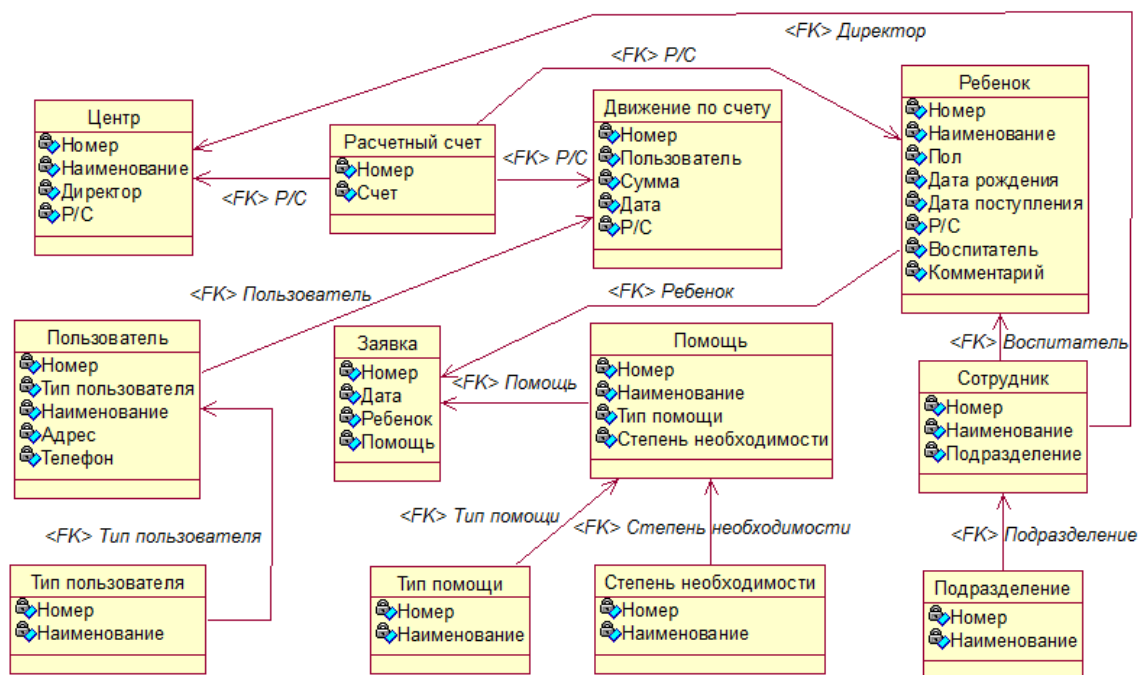 <FK> Директор
<FK> Р/С
Центр
Номер
Наименование
Директор
Р/С
Расчетный счет
Номер
Счет
<FK> Р/С
<FK> Р/С
Движение по счету
Номер
Пользователь
Сумма
Дата
Р/С
Ребенок
Номер
Наименование
Пол
Дата рождения
Дата поступления
Р/С
Воспитатель
Комментарий
<FK> Пользователь
<FK> Ребенок
Пользователь
Номер
Тип пользователя
Наименование
Адрес
Телефон
Заявка
Номер
Дата
Ребенок
Помощь
<FK> Помощь
Помощь
Номер
Наименование
Тип помощи
Степень необходимости
<FK> Воспитатель
Сотрудник
Номер
Наименование
Подразделение
<FK> Тип пользователя
<FK> Тип помощи
<FK> Степень необходимости
<FK> Подразделение
Тип пользователя
Номер
Наименование
Тип помощи
Номер
Наименование
Степень необходимости
Номер
Наименование
Подразделение
Номер
Наименование